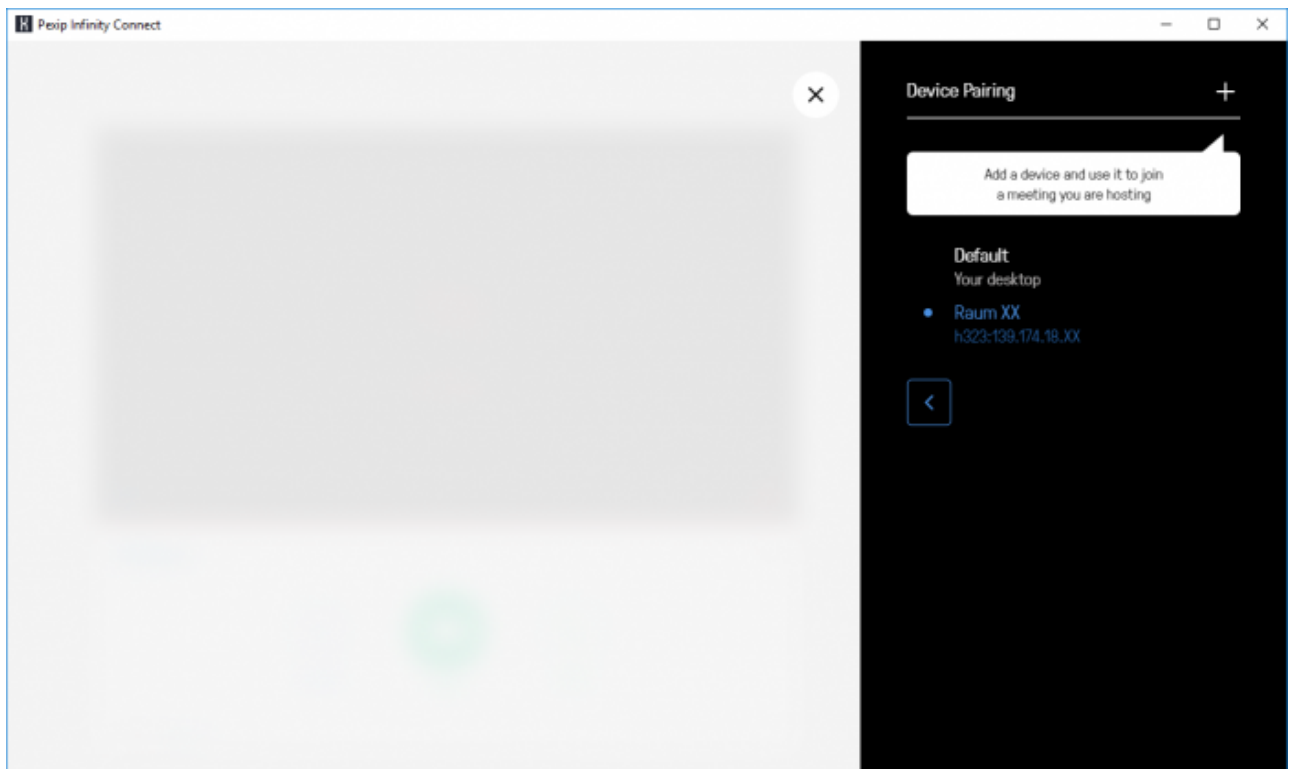 Pexip Infinity Connect
Device Pairing
Add a device and use it to join
a meeting you are hosting
Default
Your desktop
Raum XX
h323:139.174.18.XX